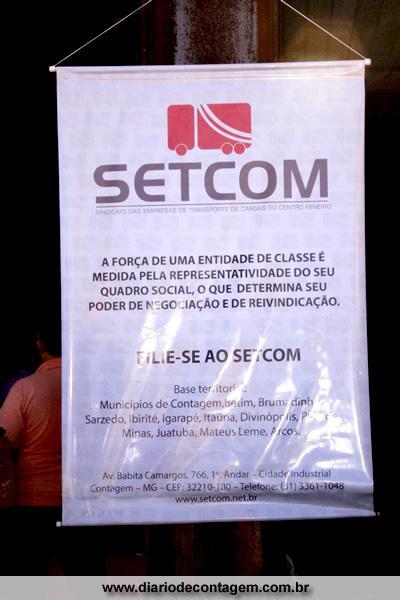 SETCOM
SINDICATO DAS EMPRESAS DE TRANSPORTE DE CARGAS DO CENTRO MINEIRO
A FORÇA DE UMA ENTIDADE DE CLASSE É
MEDIDA PELA REPRESENTATIVIDADE DO SEU
QUADRO SOCIAL, O QUE DETERMINA SEU
PODER DE NEGOCIAÇÃO E DE REIVINDICAÇÃO.
FILIE-SE AO SETCOM
Base territorial:
Municípios de Contagem,Betim, Brumadinho
Sarzedo, Ibirité, Igarapé, Itaúna, Divinópolis, de
Minas, Juatuba, Mateus Leme, Arcos.
Av. Babita Camargos, 766, 1º. Andar – Cidade Industrial
Contagem – MG – CEP: 32210-180 – Telefone: (31) 3361-1048
www.setcom.net.br
www.diariodecontagem.com.br